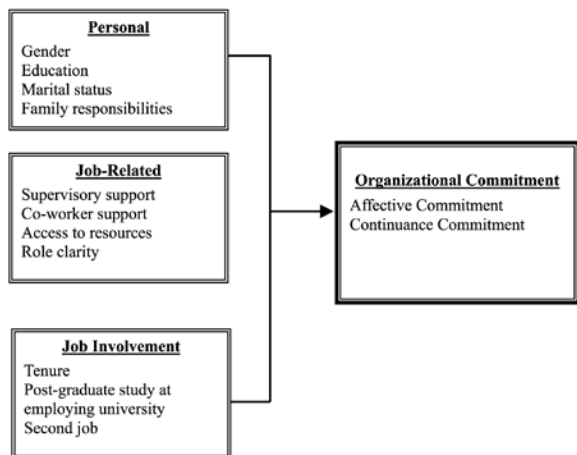 Personal
Gender
Education
Marital status
Family responsibilities
Job-Related
Supervisory support
Co-worker support
Access to resources
Role clarity
Job Involvement
Tenure
Post-graduate study at
employing university
Second job
Organizational Commitment
Affective Commitment
Continuance Commitment